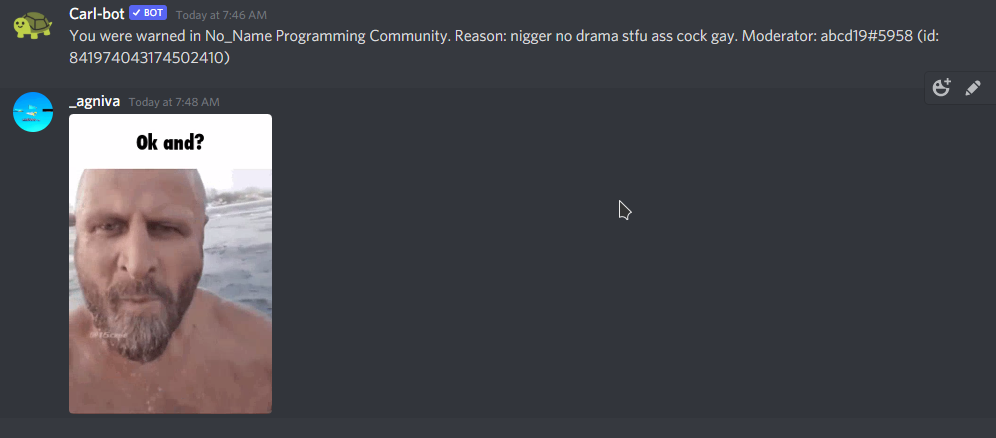 Carl-bot ✓ BOT Today at 7:46 AM
You were warned in No_Name Programming Community. Reason: nigger no drama stfu ass cock gay. Moderator: abcd19#5958 (id:
841974043174502410)
_agniva Today at 7:48 AM
Ok and?